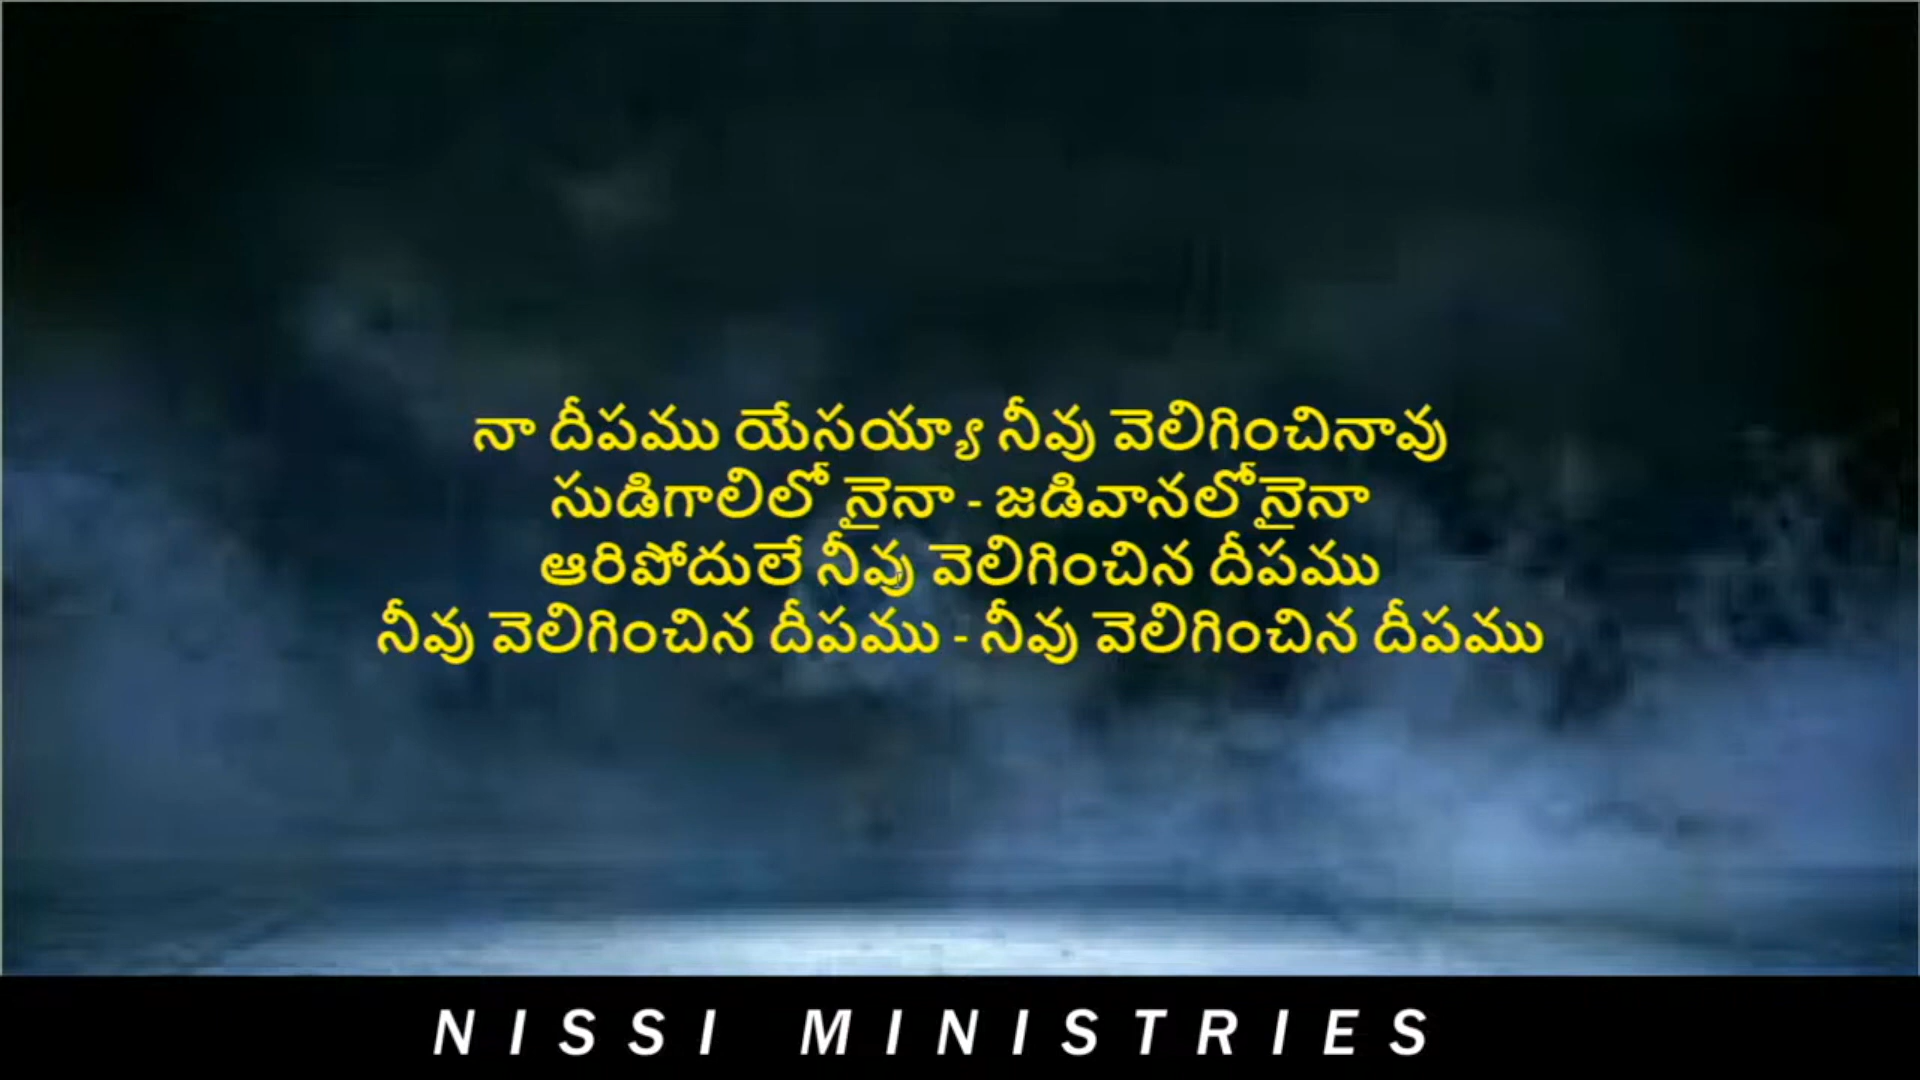 నా దీపము యేసయ్యా నీవు వెలిగించినావు
సుడిగాలిలో నైనా - జడివానలోనైనా
ఆరిపోదులే నీవు వెలిగించిన దీపము
నీవు వెలిగించిన దీపము - నీవు వెలిగించిన దీపము
NISSI MINISTRIES